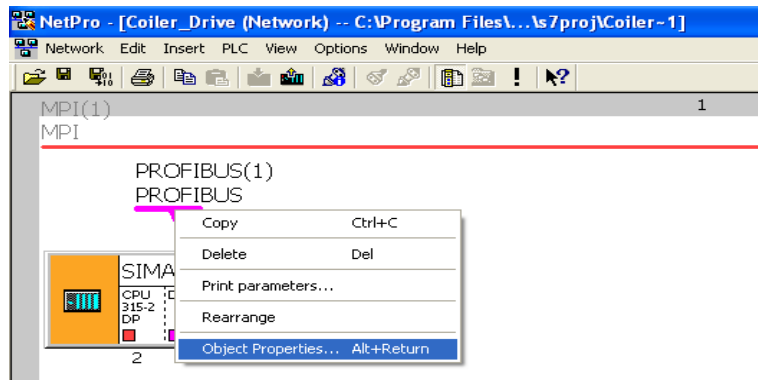 NetPro - [Coiler_Drive (Network) -- C:\Program Files\...\s7proj\Coiler~1]
Network Edit Insert PLC View Options Window Help
MPI(1) 1
MPI
PROFIBUS(1)
PROFIBUS
Copy Ctrl+C
Delete Del
Print parameters...
Rearrange
Object Properties... Alt+Return
SIMA
CPU
315-2
DP
2